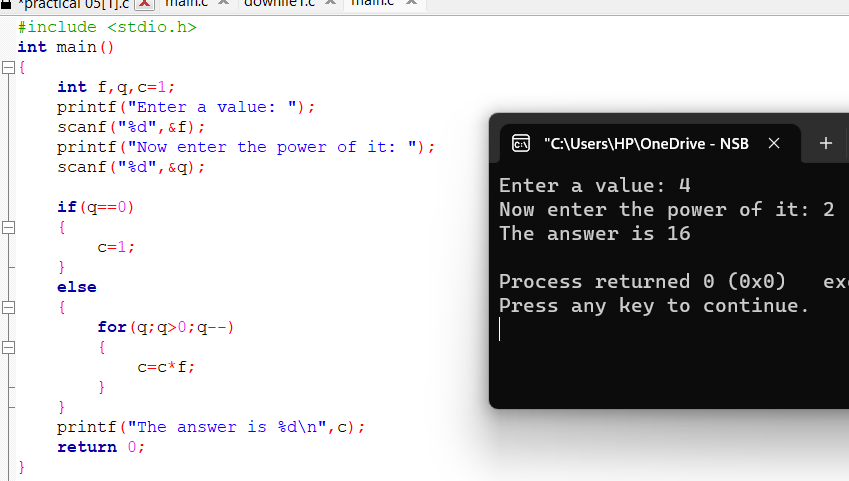 *practical 05[1].c main.c downfile1.c main.c
#include <stdio.h>
int main()
{
int f,q,c=1;
printf("Enter a value: ");
scanf("%d",&f);
printf("Now enter the power of it: ");
scanf("%d",&q);
if(q==0)
{
c=1;
}
else
{
for(q;q>0;q--)
{
c=c*f;
}
}
printf("The answer is %d\n",c);
return 0;
}
"C:\Users\HP\OneDrive - NSB
Enter a value: 4
Now enter the power of it: 2
The answer is 16
Process returned 0 (0x0) exe
Press any key to continue.